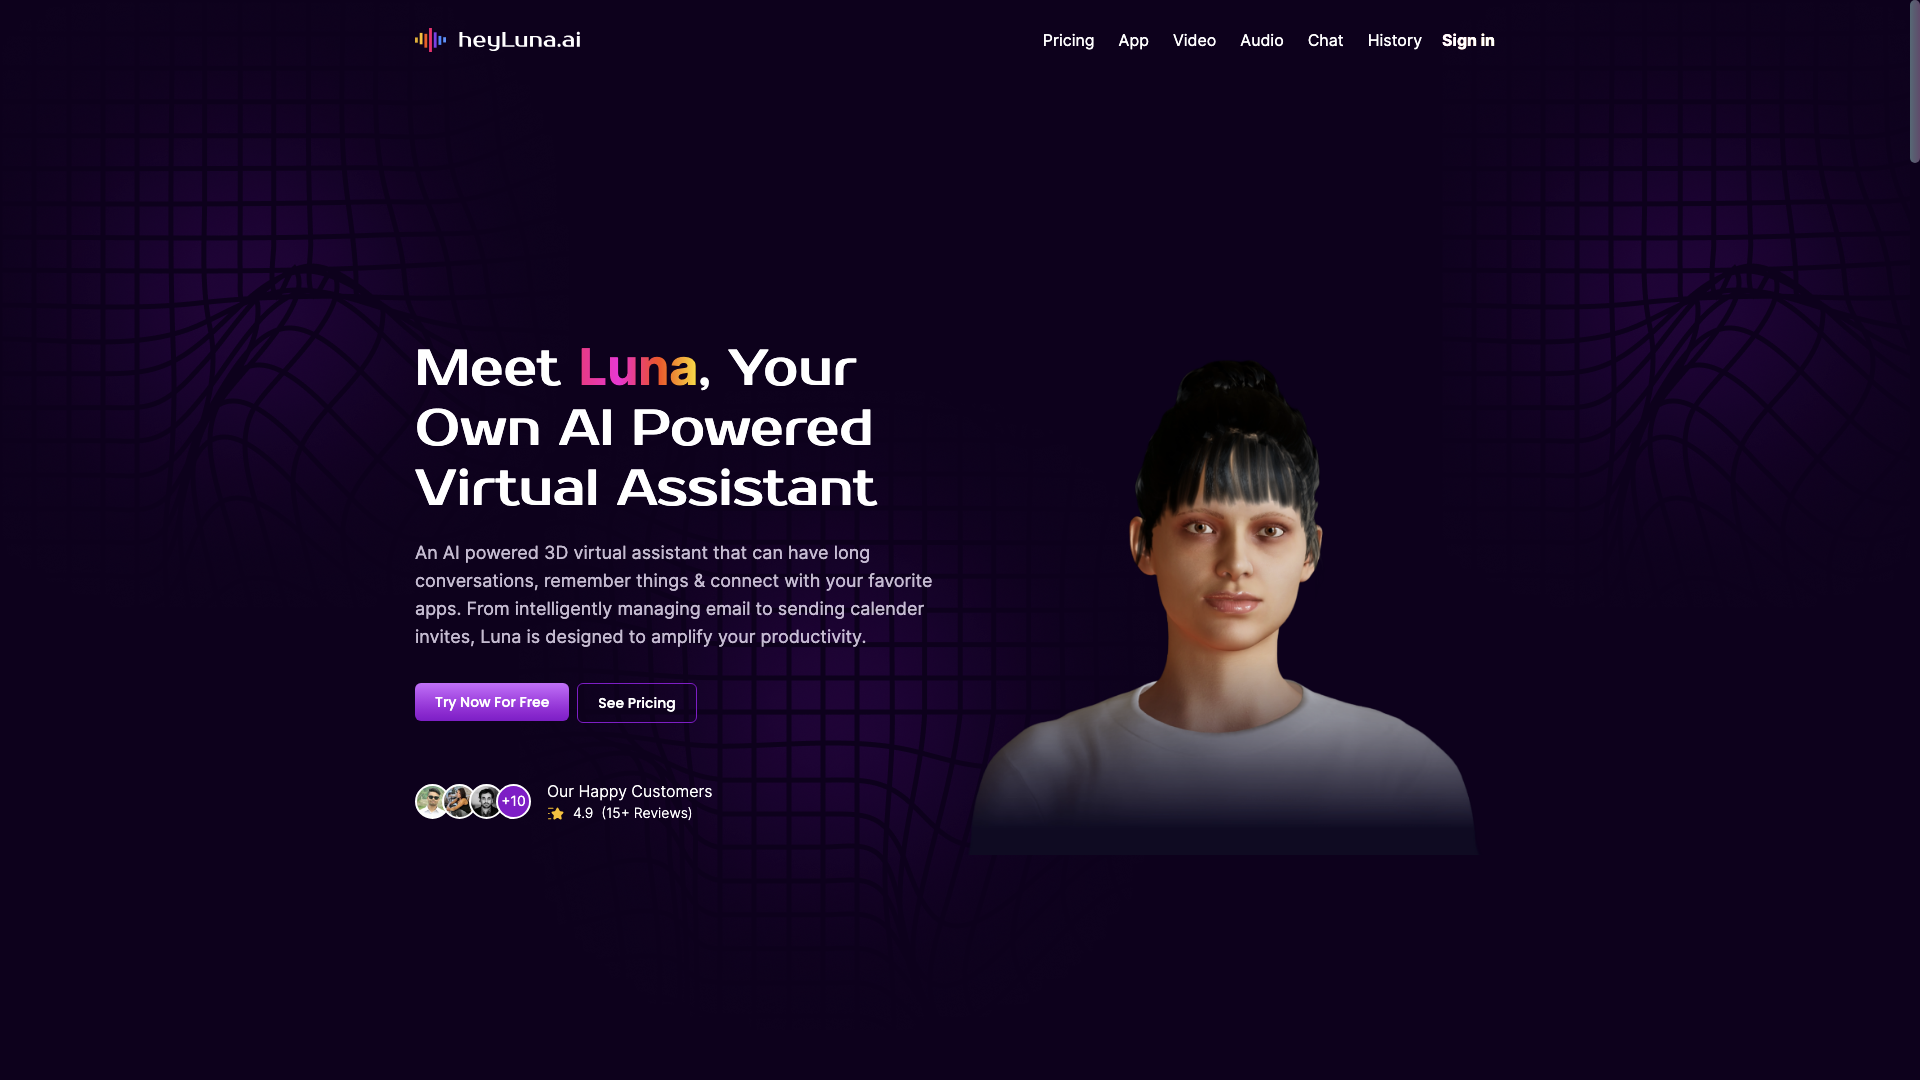 heyLuna.ai
Pricing App Video Audio Chat History Sign in
Meet Luna, Your
Own AI Powered
Virtual Assistant
An AI powered 3D virtual assistant that can have long
conversations, remember things & connect with your favorite
apps. From intelligently managing email to sending calender
invites, Luna is designed to amplify your productivity.
Try Now For Free See Pricing
+10
Our Happy Customers
4.9 (15+ Reviews)